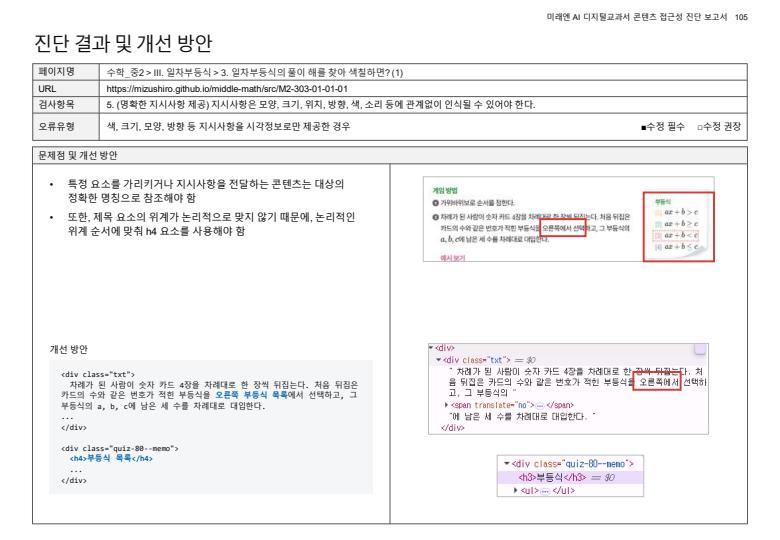 미래엔 AI 디지털교과서 콘텐츠 접근성 진단 보고서 105
진단 결과 및 개선 방안
페이지명 수학_중2 > III. 일차부등식 > 3. 일차부등식의 풀이 해를 찾아 색칠하면? (1)
URL https://mizushiro.github.io/middle-math/src/M2-303-01-01-01
검사항목 5. (명확한 지시사항 제공) 지시사항은 모양, 크기, 위치, 방향, 색, 소리 등에 관계없이 인식될 수 있어야 한다.
오류유형 색, 크기, 모양, 방향 등 지시사항을 시각정보로만 제공한 경우 ■수정 필수 □수정 권장
문제점 및 개선 방안
• 특정 요소를 가리키거나 지시사항을 전달하는 콘텐츠는 대상의
정확한 명칭으로 참조해야 함
• 또한, 제목 요소의 위계가 논리적으로 맞지 않기 때문에, 논리적인
위계 순서에 맞춰 h4 요소를 사용해야 함
게임 방법
❶ 가위바위보로 순서를 정한다.
❷ 차례가 된 사람이 숫자 카드 4장을 차례대로 한 장씩 뒤집는다. 처음 뒤집은
카드의 수와 같은 번호가 적힌 부등식을 오른쪽에서 선택하고, 그 부등식의
a, b, c에 남은 세 수를 차례대로 대입한다.
예시 보기
부등식
[1] ax + b > c
[2] ax + b ≥ c
[3] ax + b < c
[4] ax + b ≤ c
개선 방안
<div class="txt">
차례가 된 사람이 숫자 카드 4장을 차례대로 한 장씩 뒤집는다. 처음 뒤집은
카드의 수와 같은 번호가 적힌 부등식을 오른쪽 부등식 목록에서 선택하고, 그
부등식의 a, b, c에 남은 세 수를 차례대로 대입한다.
...
</div>
<div class="quiz-80--memo">
<h4>부등식 목록</h4>
...
</div>
▼<div>
▼<div class="txt"> == $0
" 차례가 된 사람이 숫자 카드 4장을 차례대로 한 장씩 뒤집는다. 처
음 뒤집은 카드의 수와 같은 번호가 적힌 부등식을 오른쪽에서 선택하
고, 그 부등식의 "
▶<span translate="no">…</span>
"에 남은 세 수를 차례대로 대입한다. "
</div>
▼<div class="quiz-80--memo">
<h3>부등식</h3> == $0
▶<ul>…</ul>